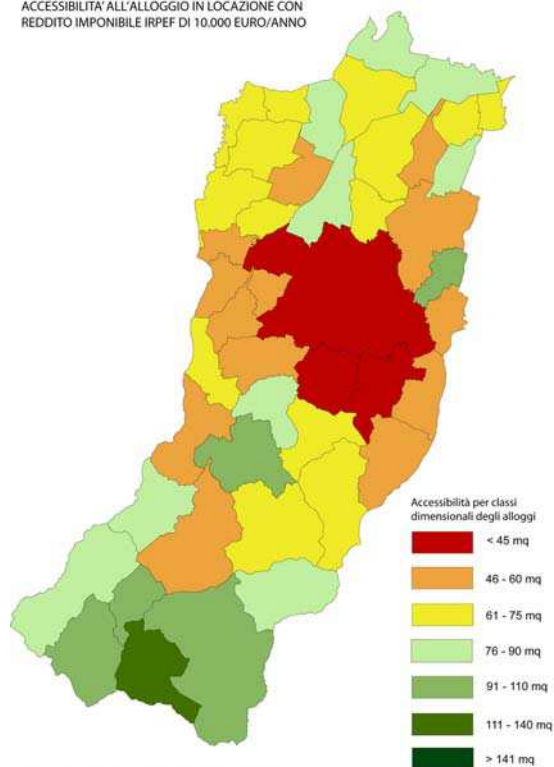 ACCESSIBILITA' ALL'ALLOGGIO IN LOCAZIONE CON
REDDITO IMPONIBILE IRPEF DI 10.000 EURO/ANNO
Accessibilità per classi
dimensionali degli alloggi
< 45 mq
46 - 60 mq
61 - 75 mq
76 - 90 mq
91 - 110 mq
111 - 140 mq
> 141 mq